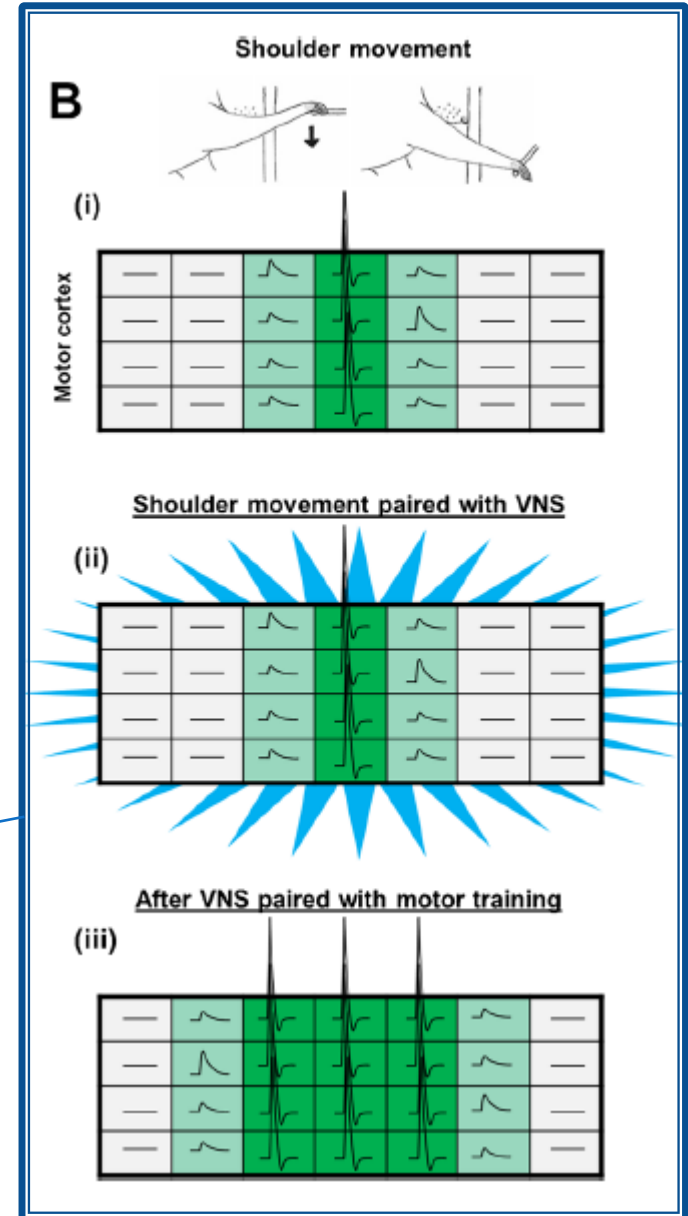 Shoulder movement
B
(i)
Motor cortex
Shoulder movement paired with VNS
(ii)
After VNS paired with motor training
(iii)